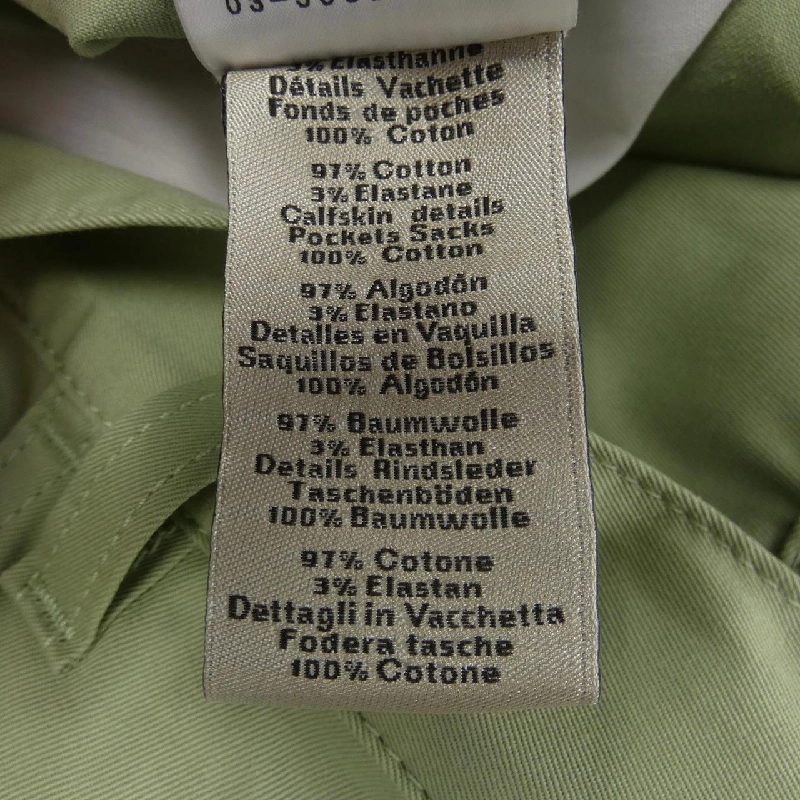 3% Elasthanne
Détails Vachette
Fonds de poches
100% Coton
97% Cotton
3% Elastane
Calfskin details
Pockets Sacks
100% Cotton
97% Algodón
3% Elastano
Detalles en Vaquilla
Saquillos de Bolsillos
100% Algodón
97% Baumwolle
3% Elasthan
Details Rindsleder
Taschenböden
100% Baumwolle
97% Cotone
3% Elastan
Dettagli in Vacchetta
Fodera tasche
100% Cotone